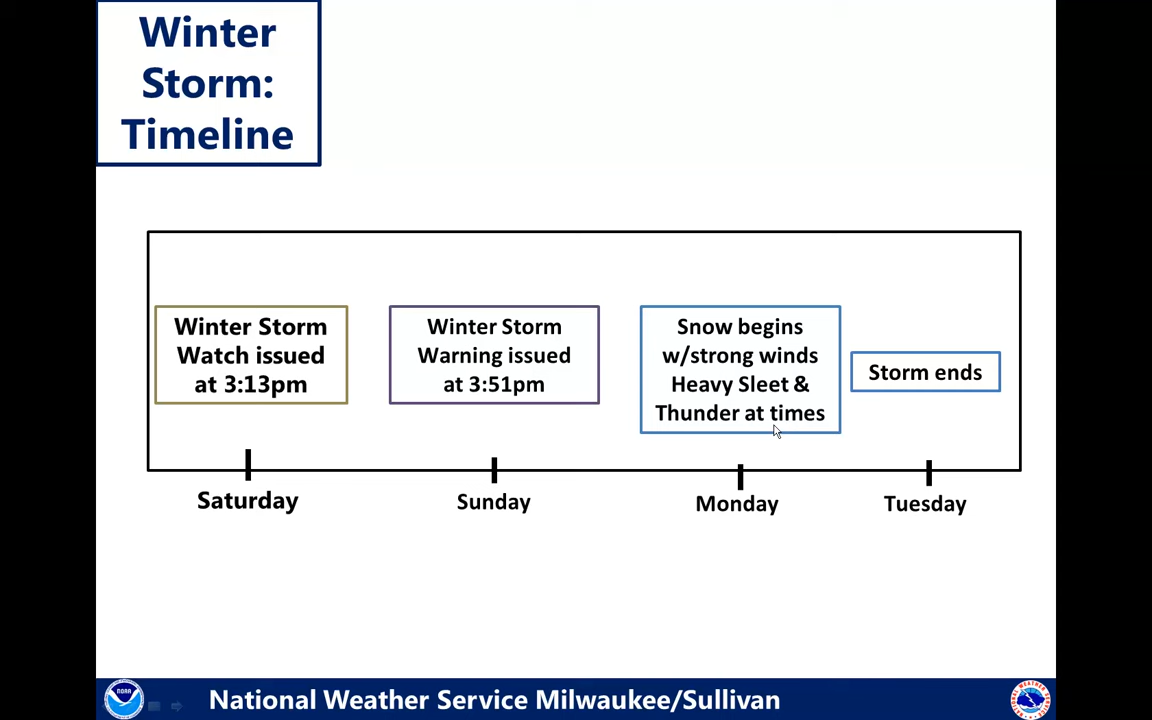 Winter
Storm:
Timeline
Winter Storm
Watch issued
at 3:13pm
Winter Storm
Warning issued
at 3:51pm
Snow begins
w/strong winds
Heavy Sleet &
Thunder at times
Storm ends
Saturday
Sunday
Monday
Tuesday
NOAA
National Weather Service Milwaukee/Sullivan